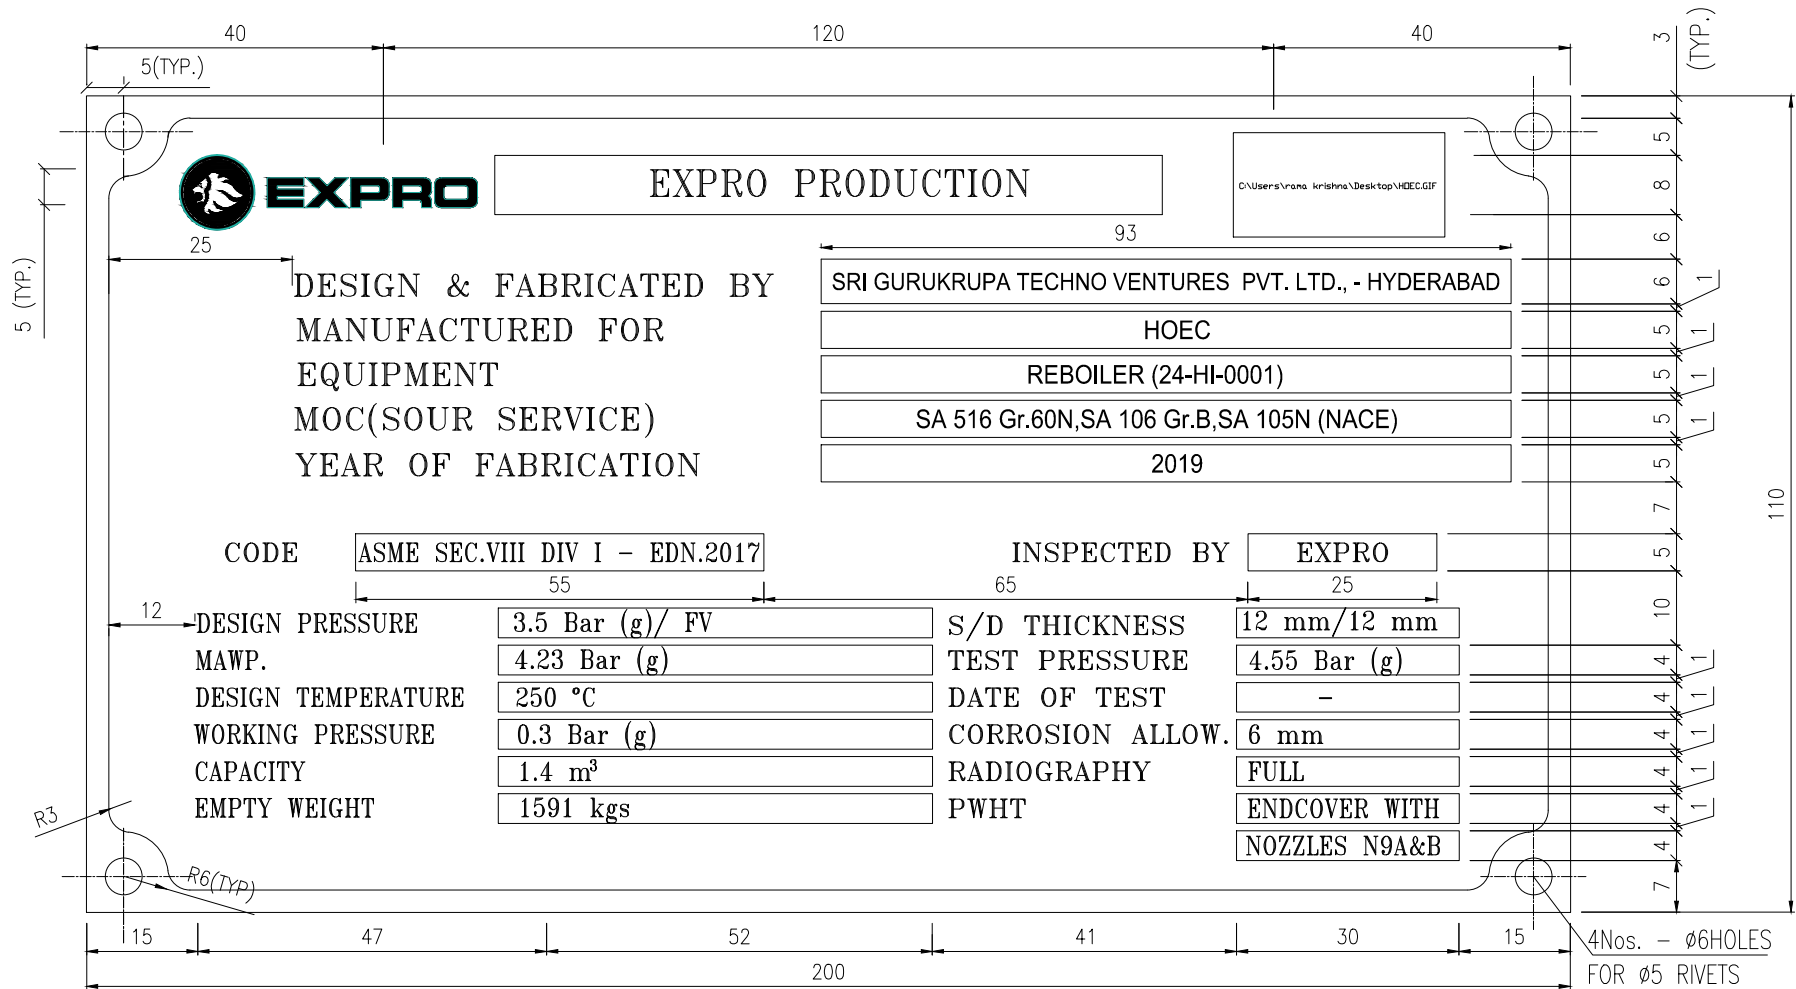 40 120 40 3 (TYP.)
5(TYP.)
5
EXPRO
EXPRO PRODUCTION
C:\Users\rama krishna\Desktop\HOEC.GIF
8
5 (TYP.)
25 93 6
DESIGN & FABRICATED BY SRI GURUKRUPA TECHNO VENTURES PVT. LTD., - HYDERABAD 6 1
MANUFACTURED FOR HOEC 5 1
EQUIPMENT REBOILER (24-HI-0001) 5 1
MOC(SOUR SERVICE) SA 516 Gr.60N,SA 106 Gr.B,SA 105N (NACE) 5 1
YEAR OF FABRICATION 2019 5
7 110
CODE ASME SEC.VIII DIV I - EDN.2017 INSPECTED BY EXPRO 5
55 65 25
12 10
DESIGN PRESSURE 3.5 Bar (g)/ FV S/D THICKNESS 12 mm/12 mm
MAWP. 4.23 Bar (g) TEST PRESSURE 4.55 Bar (g) 4 1
DESIGN TEMPERATURE 250 °C DATE OF TEST - 4 1
WORKING PRESSURE 0.3 Bar (g) CORROSION ALLOW. 6 mm 4 1
CAPACITY 1.4 m³ RADIOGRAPHY FULL 4 1
EMPTY WEIGHT 1591 kgs PWHT ENDCOVER WITH 4 1
NOZZLES N9A&B 4
R3
R6(TYP) 7
15 47 52 41 30 15
200
4Nos. - Ø6HOLES
FOR Ø5 RIVETS